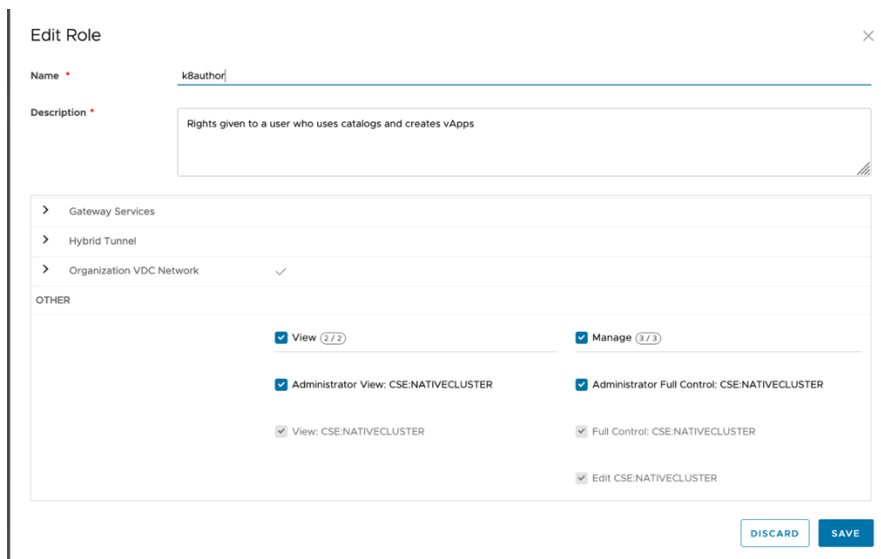 Edit Role
Name *
k8author
Description *
Rights given to a user who uses catalogs and creates vApps
Gateway Services
Hybrid Tunnel
Organization VDC Network
OTHER
View 2 / 2
Manage 3 / 3
Administrator View: CSE:NATIVECLUSTER
Administrator Full Control: CSE:NATIVECLUSTER
View: CSE:NATIVECLUSTER
Full Control: CSE:NATIVECLUSTER
Edit CSE:NATIVECLUSTER
DISCARD
SAVE